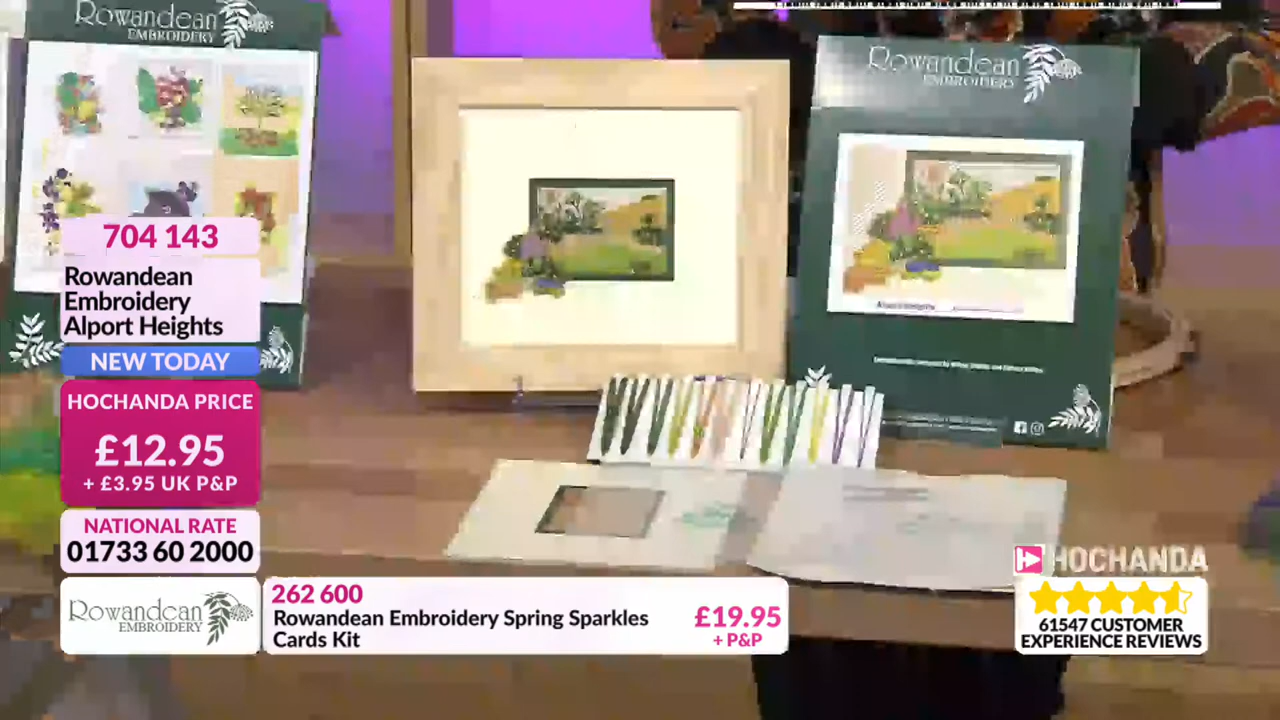 Rowandean
EMBROIDERY
Rowandean
EMBROIDERY
704 143
Rowandean
Embroidery
Alport Heights
NEW TODAY
HOCHANDA PRICE
£12.95
+ £3.95 UK P&P
NATIONAL RATE
01733 60 2000
Rowandean
EMBROIDERY
262 600
Rowandean Embroidery Spring Sparkles
Cards Kit
£19.95
+ P&P
HOCHANDA
61547 CUSTOMER
EXPERIENCE REVIEWS